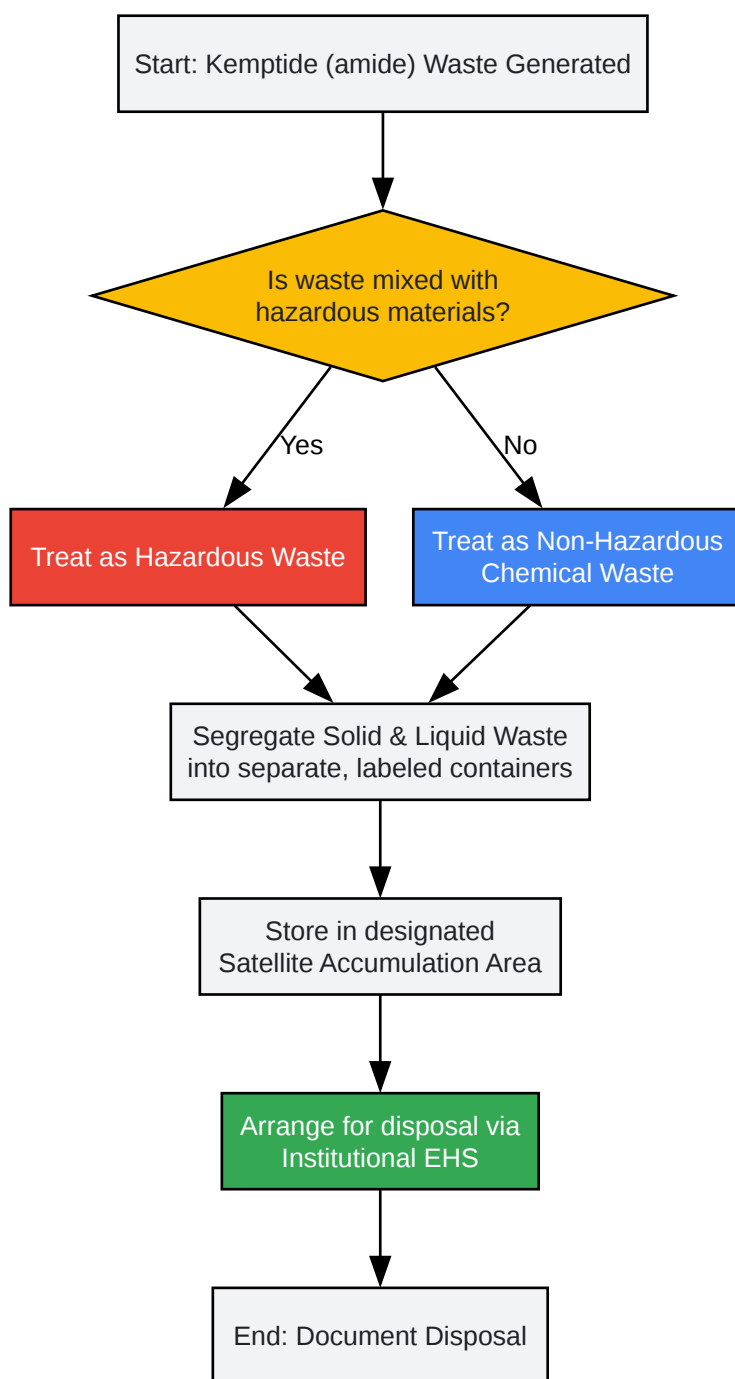 Start: Kemptide (amide) Waste Generated
Is waste mixed with
hazardous materials?
Yes
No
Treat as Hazardous Waste
Treat as Non-Hazardous
Chemical Waste
Segregate Solid & Liquid Waste
into separate, labeled containers
Store in designated
Satellite Accumulation Area
Arrange for disposal via
Institutional EHS
End: Document Disposal